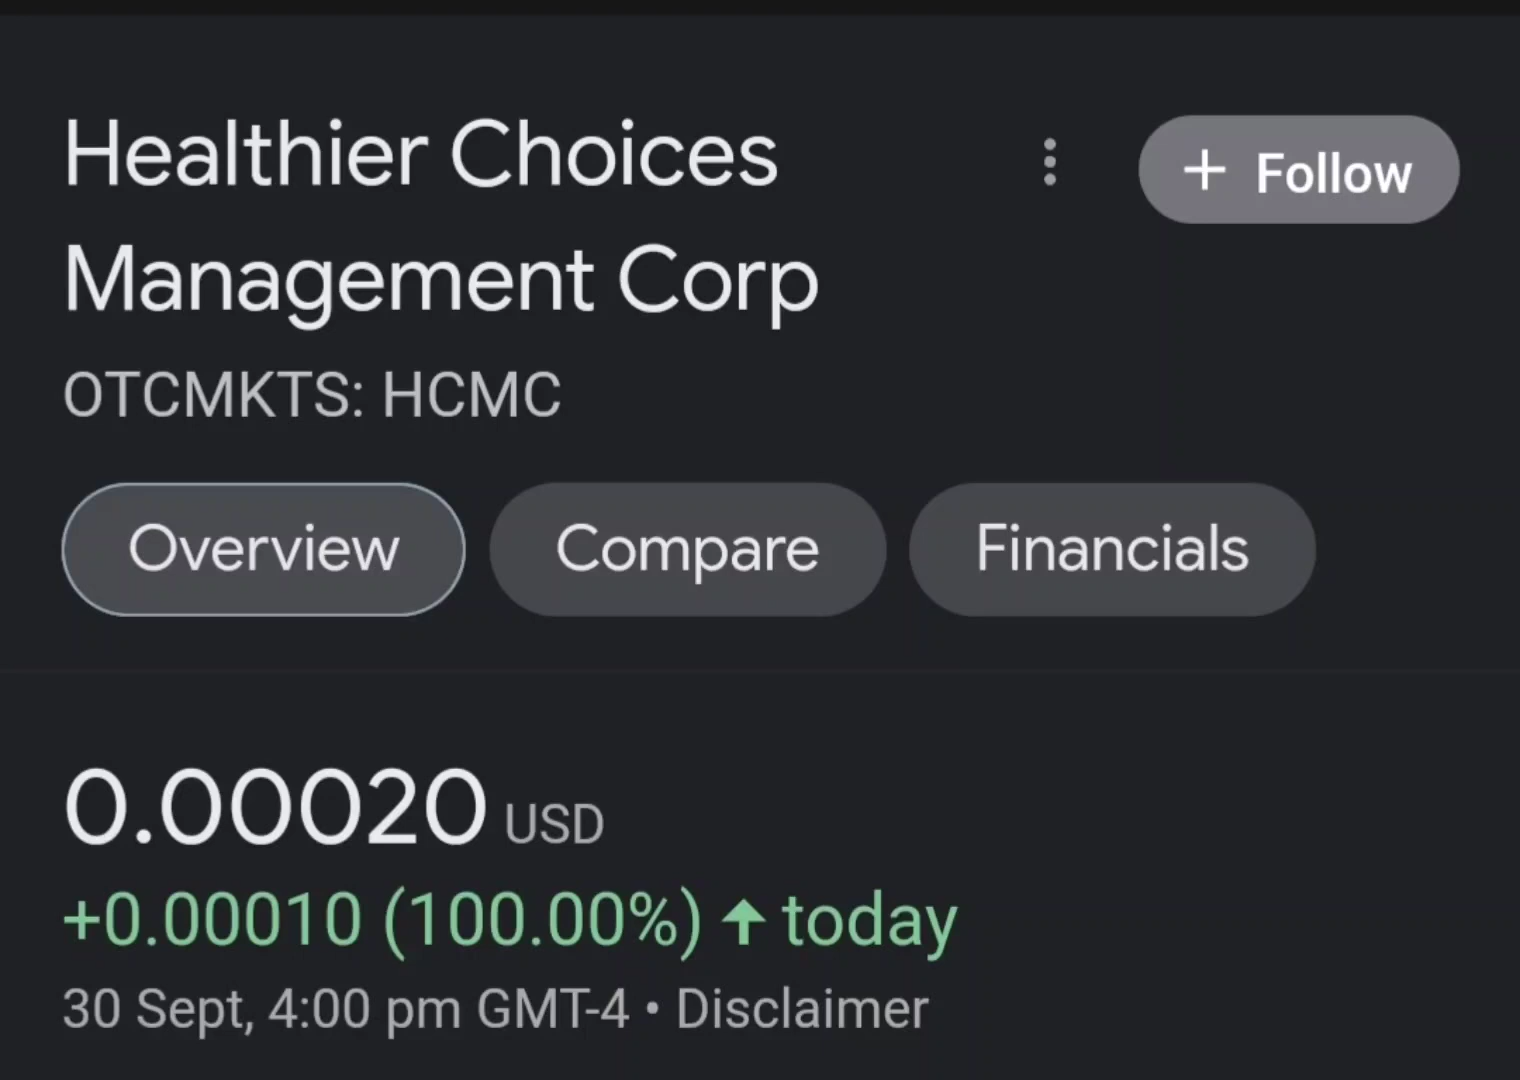 Healthier Choices
Management Corp
+ Follow
OTCMKTS: HCMC
Overview Compare Financials
0.00020 USD
+0.00010 (100.00%) ↑ today
30 Sept, 4:00 pm GMT-4 • Disclaimer